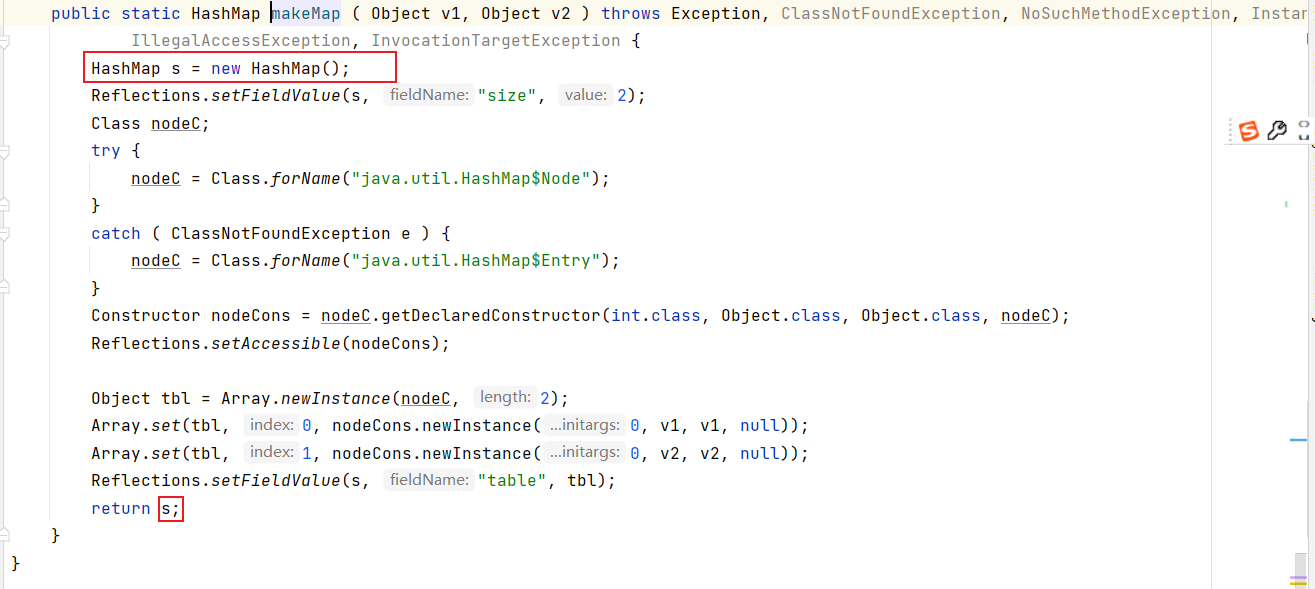 public static HashMap makeMap ( Object v1, Object v2 ) throws Exception, ClassNotFoundException, NoSuchMethodException, Instan
IllegalAccessException, InvocationTargetException {
HashMap s = new HashMap();
Reflections.setFieldValue(s, fieldName: "size", value: 2);
Class nodeC;
try {
nodeC = Class.forName("java.util.HashMap$Node");
}
catch ( ClassNotFoundException e ) {
nodeC = Class.forName("java.util.HashMap$Entry");
}
Constructor nodeCons = nodeC.getDeclaredConstructor(int.class, Object.class, Object.class, nodeC);
Reflections.setAccessible(nodeCons);
Object tbl = Array.newInstance(nodeC, length: 2);
Array.set(tbl, index: 0, nodeCons.newInstance( ...initargs: 0, v1, v1, null));
Array.set(tbl, index: 1, nodeCons.newInstance( ...initargs: 0, v2, v2, null));
Reflections.setFieldValue(s, fieldName: "table", tbl);
return s;
}
}